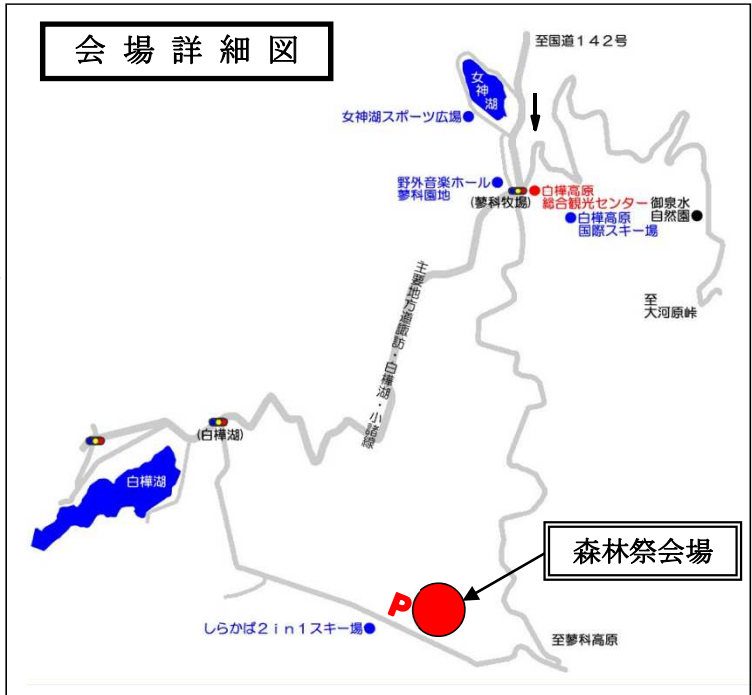 会場詳細図
至国道142号
女神湖
女神湖スポーツ広場
野外音楽ホール
蓼科園地
(蓼科牧場)
白樺高原
総合観光センター
御泉水
自然園
白樺高原
国際スキー場
至
大河原峠
主要地方道諏訪・白樺湖・小諸線
(白樺湖)
白樺湖
森林祭会場
P
しらかば2in1スキー場
至蓼科高原